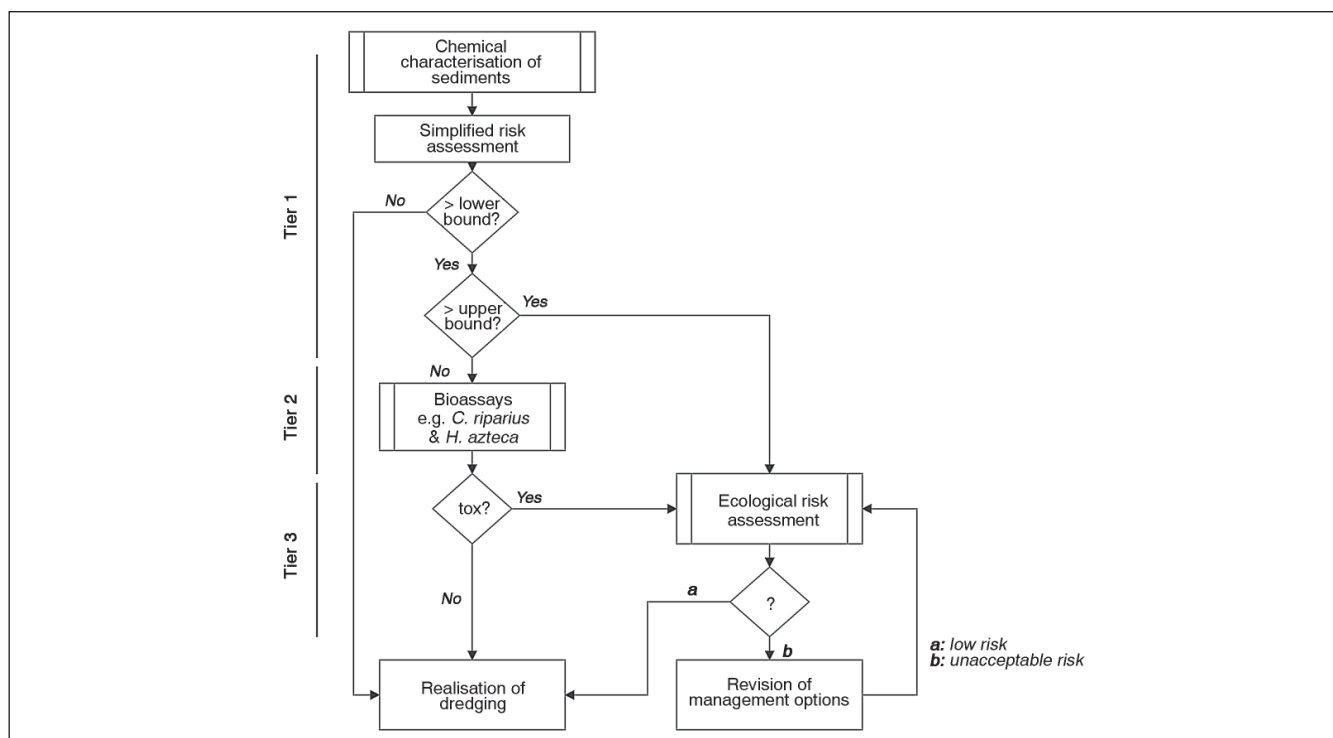 Chemical
characterisation of
sediments
Simplified risk
assessment
Tier 1
No
> lower
bound?
Yes
> upper
bound?
Yes
No
Tier 2
Bioassays
e.g. C. riparius
& H. azteca
Tier 3
tox?
Yes
Ecological risk
assessment
No
a
?
b
a: low risk
b: unacceptable risk
Realisation of
dredging
Revision of
management options